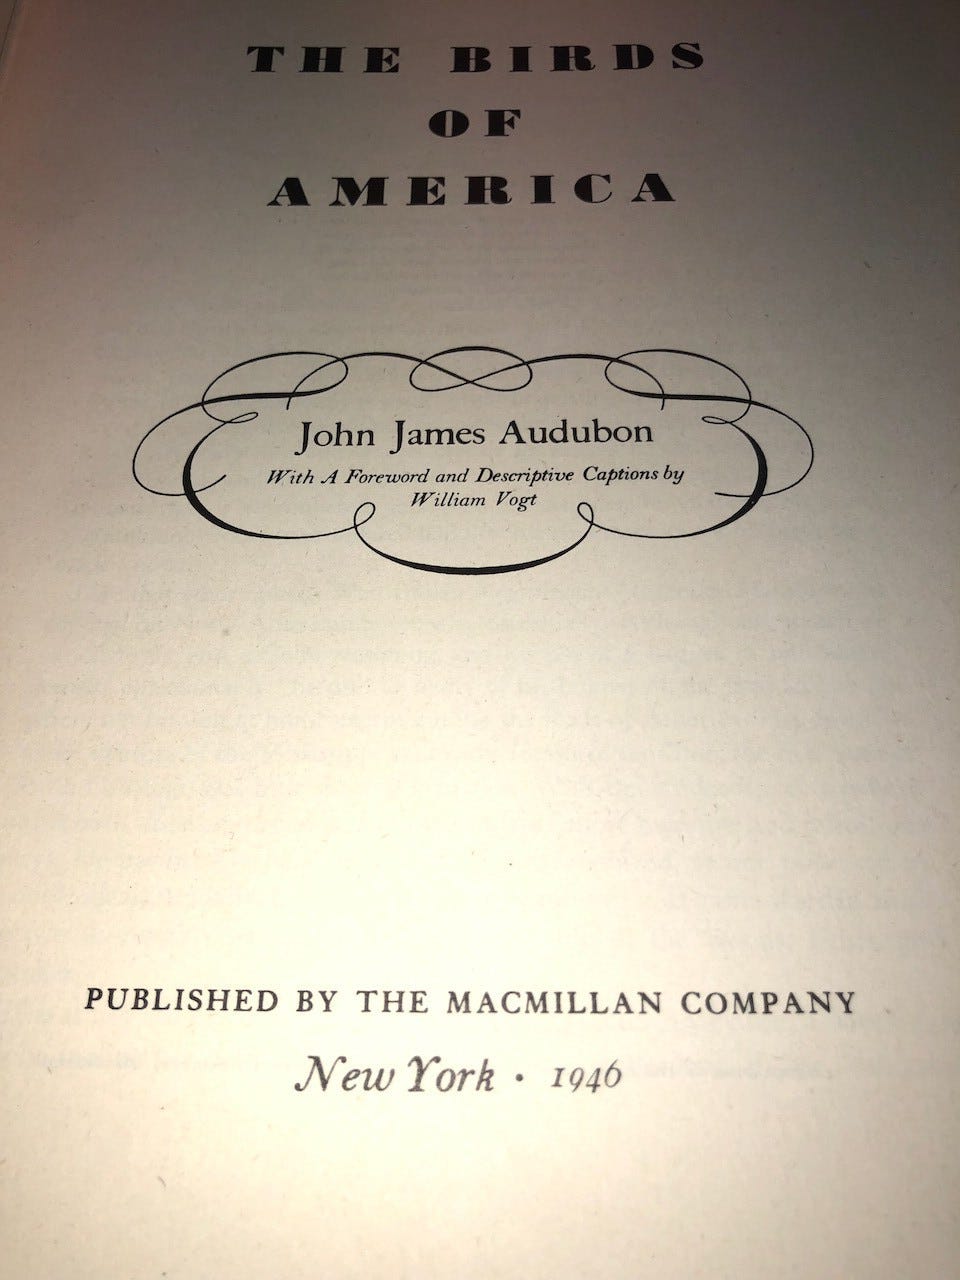 THE BIRDS
OF
AMERICA
John James Audubon
With A Foreword and Descriptive Captions by
William Vogt
PUBLISHED BY THE MACMILLAN COMPANY
New York · 1946